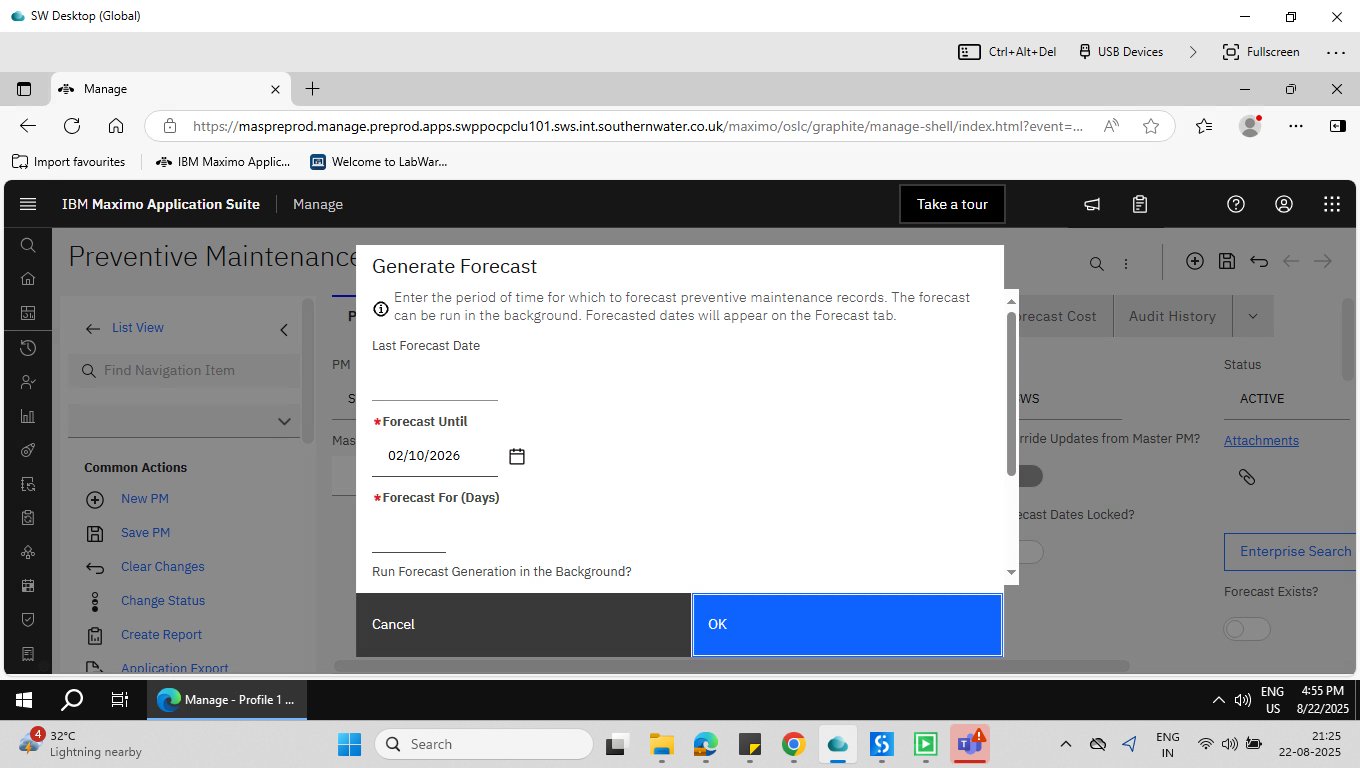 SW Desktop (Global)
Ctrl+Alt+Del
USB Devices
Fullscreen
Manage
https://maspreprod.manage.preprod.apps.swppocpclu101.sws.int.southernwater.co.uk/maximo/oslc/graphite/manage-shell/index.html?event=...
Import favourites
IBM Maximo Applic...
Welcome to LabWar...
IBM Maximo Application Suite
Manage
Take a tour
Preventive Maintenance
List View
Find Navigation Item
Common Actions
New PM
Save PM
Clear Changes
Change Status
Create Report
Application Export
P
PM
S
Mas
Generate Forecast
Enter the period of time for which to forecast preventive maintenance records. The forecast
can be run in the background. Forecasted dates will appear on the Forecast tab.
Last Forecast Date
*Forecast Until
02/10/2026
*Forecast For (Days)
Run Forecast Generation in the Background?
Cancel
OK
orecast Cost
Audit History
Status
WS
ACTIVE
rride Updates from Master PM?
Attachments
ecast Dates Locked?
Enterprise Search
Forecast Exists?
Manage - Profile 1 ...
ENG
US
4:55 PM
8/22/2025
4
32°C
Lightning nearby
Search
ENG
IN
21:25
22-08-2025